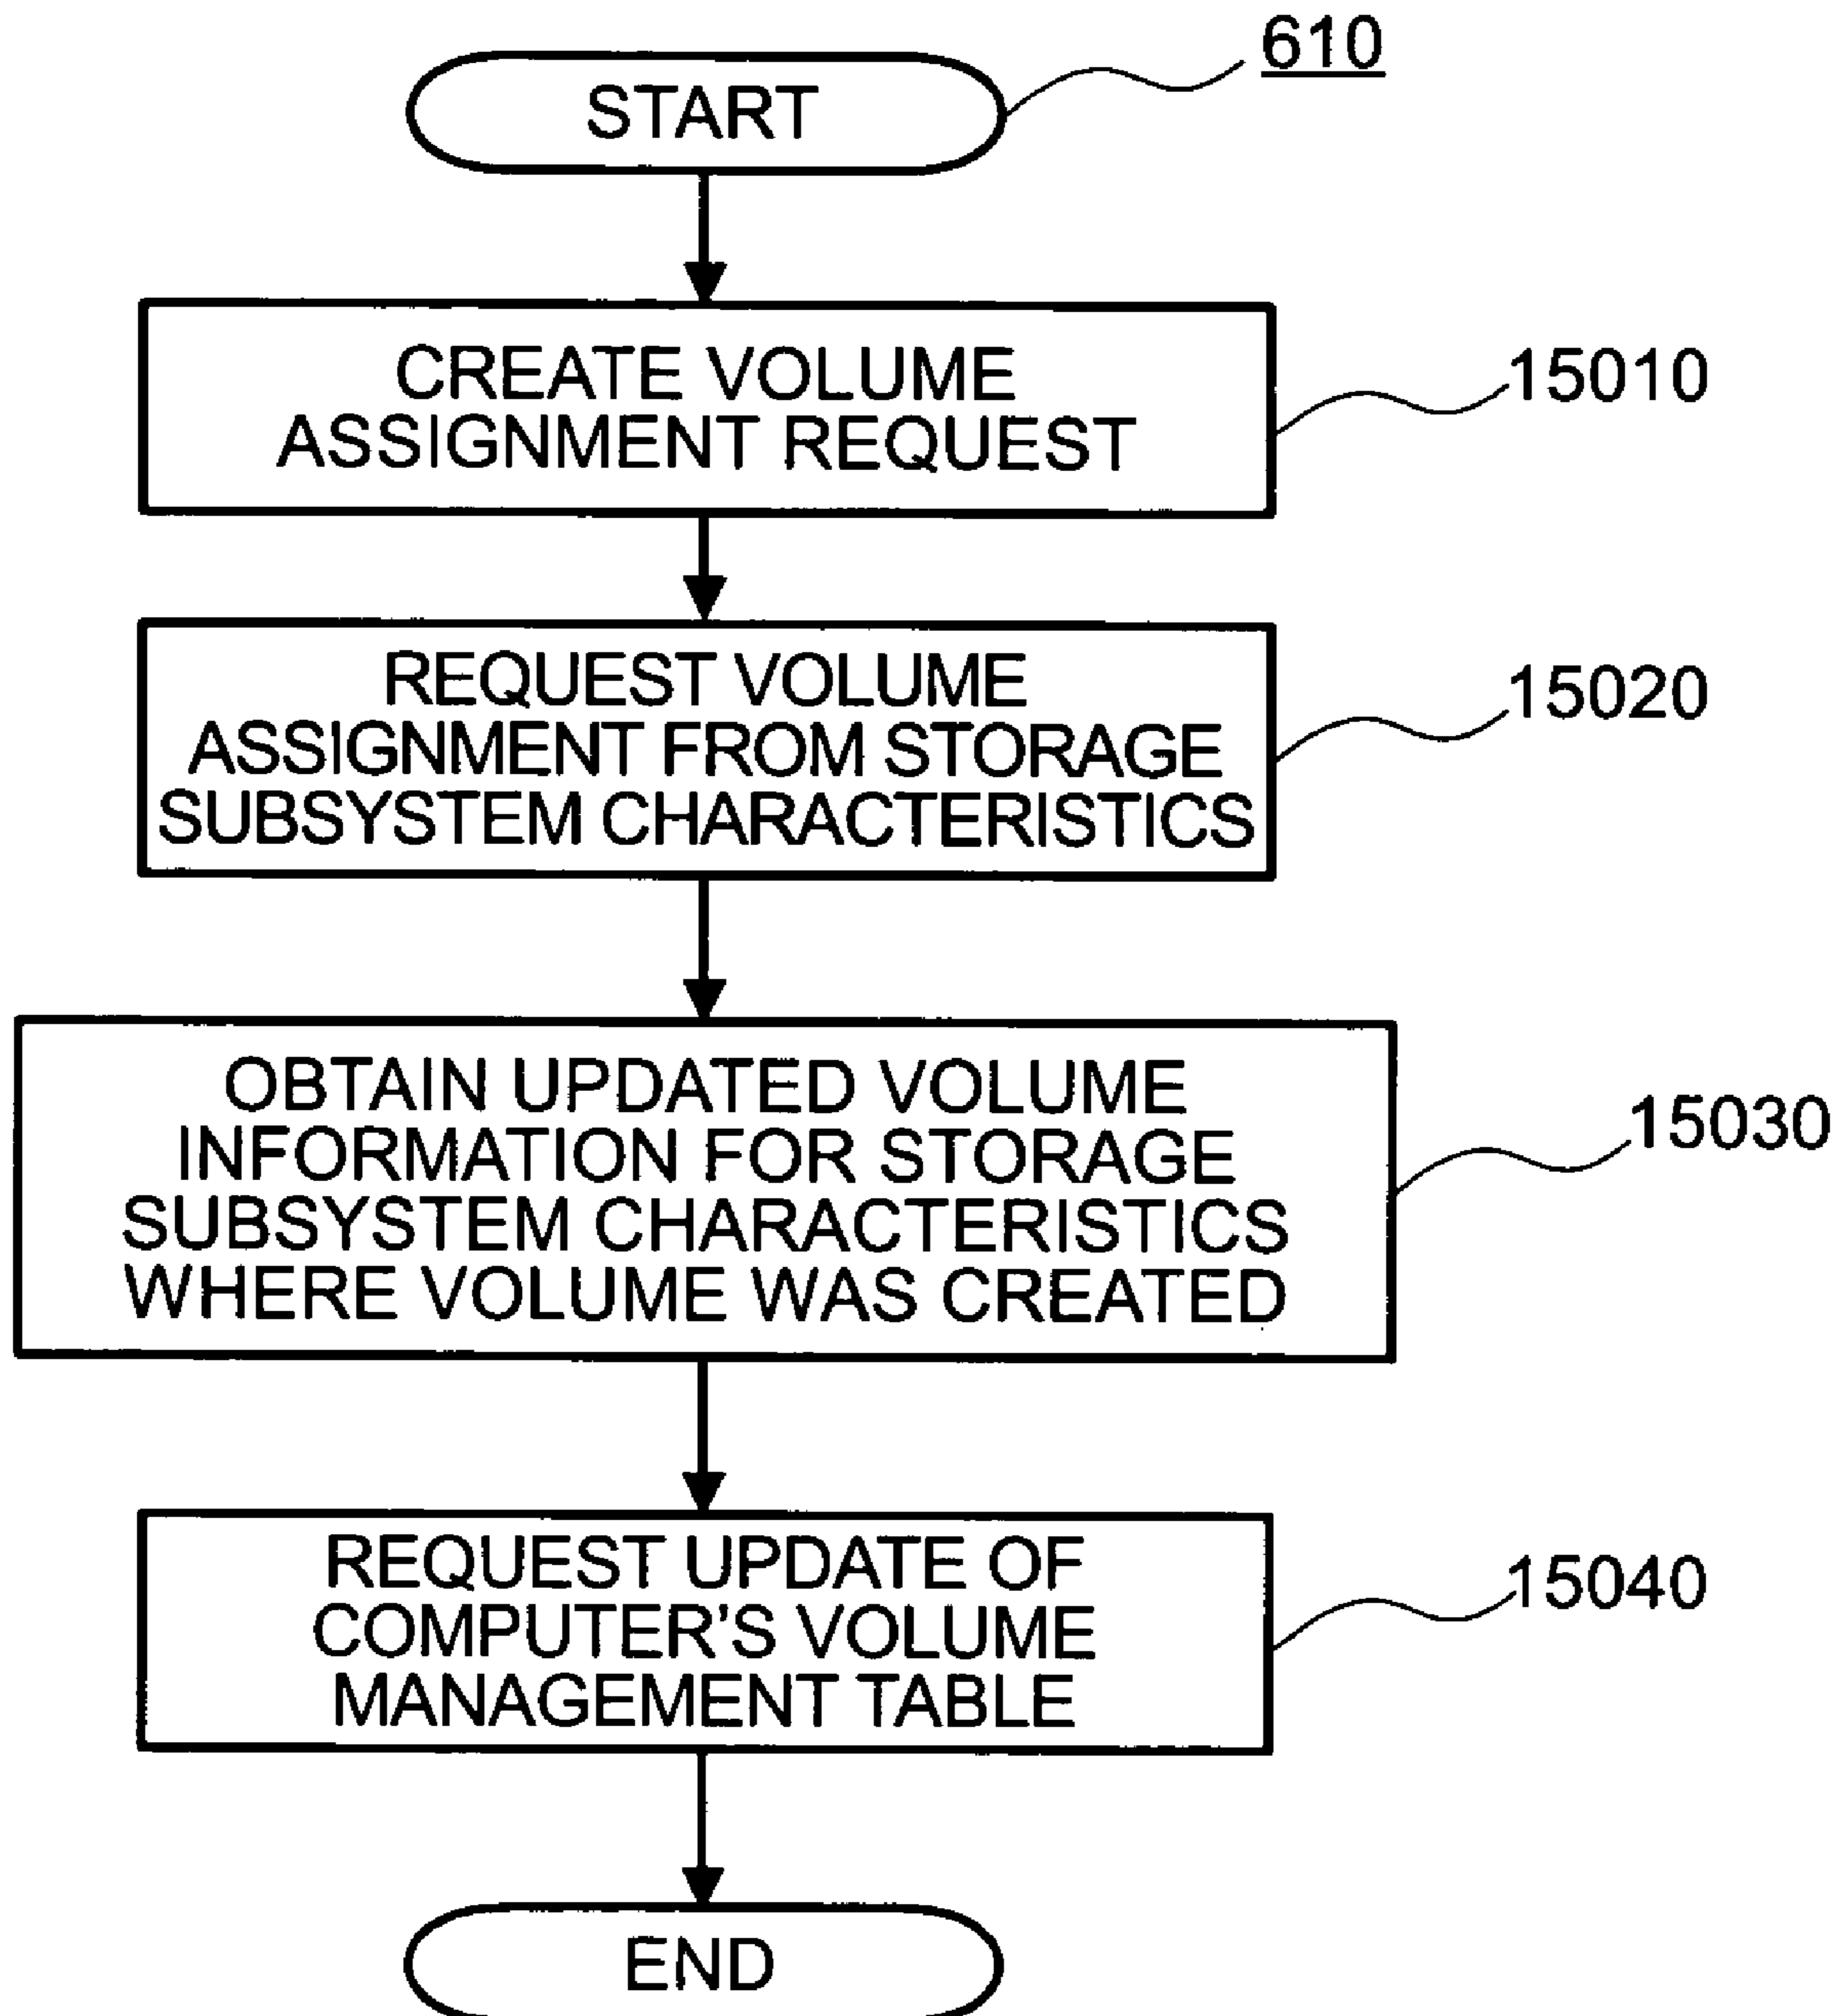 610
START
CREATE VOLUME
ASSIGNMENT REQUEST
15010
REQUEST VOLUME
ASSIGNMENT FROM STORAGE
SUBSYSTEM CHARACTERISTICS
15020
OBTAIN UPDATED VOLUME
INFORMATION FOR STORAGE
SUBSYSTEM CHARACTERISTICS
WHERE VOLUME WAS CREATED
15030
REQUEST UPDATE OF
COMPUTER'S VOLUME
MANAGEMENT TABLE
15040
END